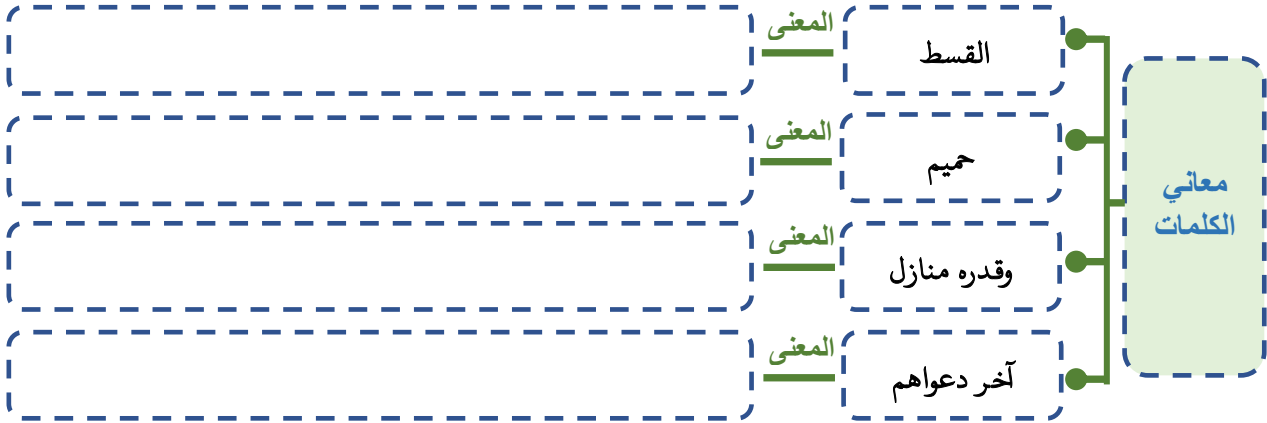 معاني
الكلمات
القسط
المعنى
حميم
المعنى
وقدره منازل
المعنى
آخر دعواهم
المعنى